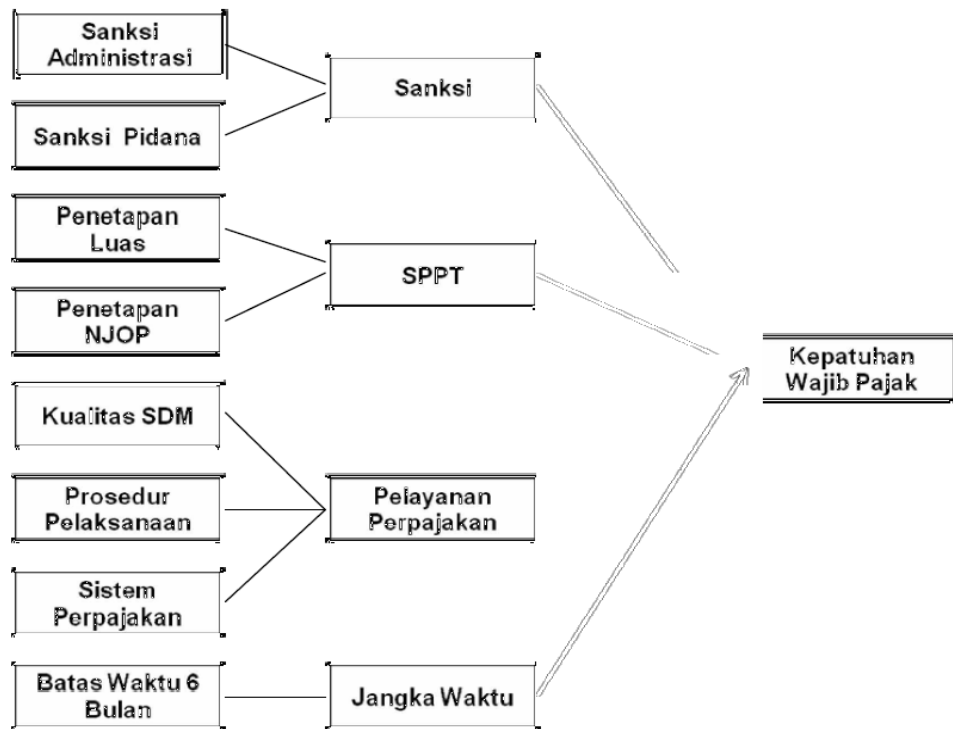 Sanksi
Administrasi
Sanksi Pidana
Penetapan
Luas
Penetapan
NJOP
Kualitas SDM
Prosedur
Pelaksanaan
Sistem
Perpajakan
Batas Waktu 6
Bulan
Sanksi
SPPT
Pelayanan
Perpajakan
Jangka Waktu
Kepatuhan
Wajib Pajak